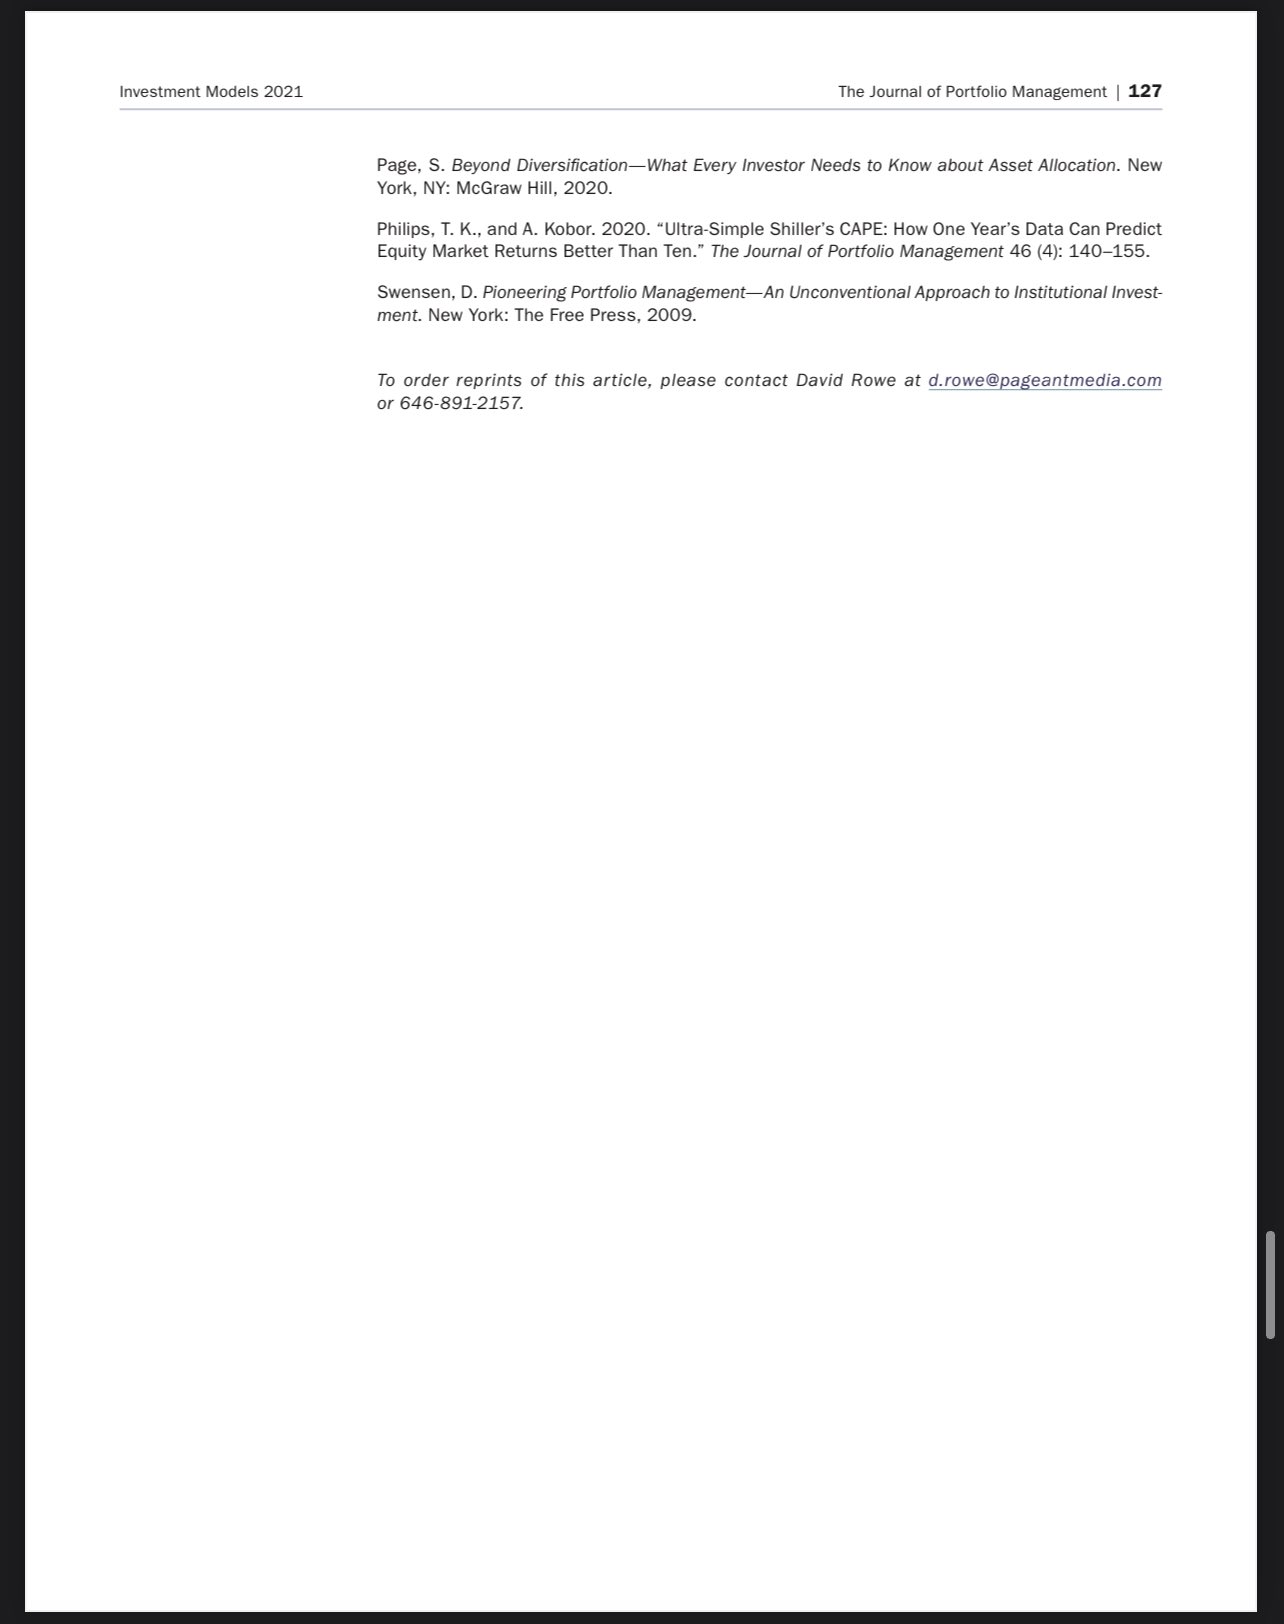 Investment Models 2021
The Journal of Portfolio Management | 127
Page, S. Beyond Diversification—What Every Investor Needs to Know about Asset Allocation. New
York, NY: McGraw Hill, 2020.
Philips, T. K., and A. Kobor. 2020. “Ultra-Simple Shiller’s CAPE: How One Year’s Data Can Predict
Equity Market Returns Better Than Ten.” The Journal of Portfolio Management 46 (4): 140–155.
Swensen, D. Pioneering Portfolio Management—An Unconventional Approach to Institutional Invest-
ment. New York: The Free Press, 2009.
To order reprints of this article, please contact David Rowe at d.rowe@pageantmedia.com
or 646-891-2157.